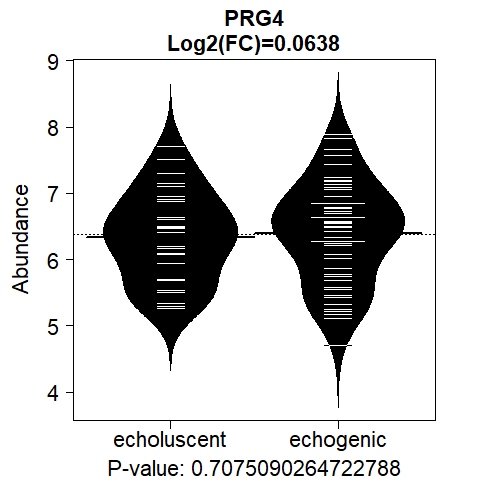 PRG4
Log2(FC)=0.0638
9
8
7
6
5
4
Abundance
echoluscent echogenic
P-value: 0.7075090264722788